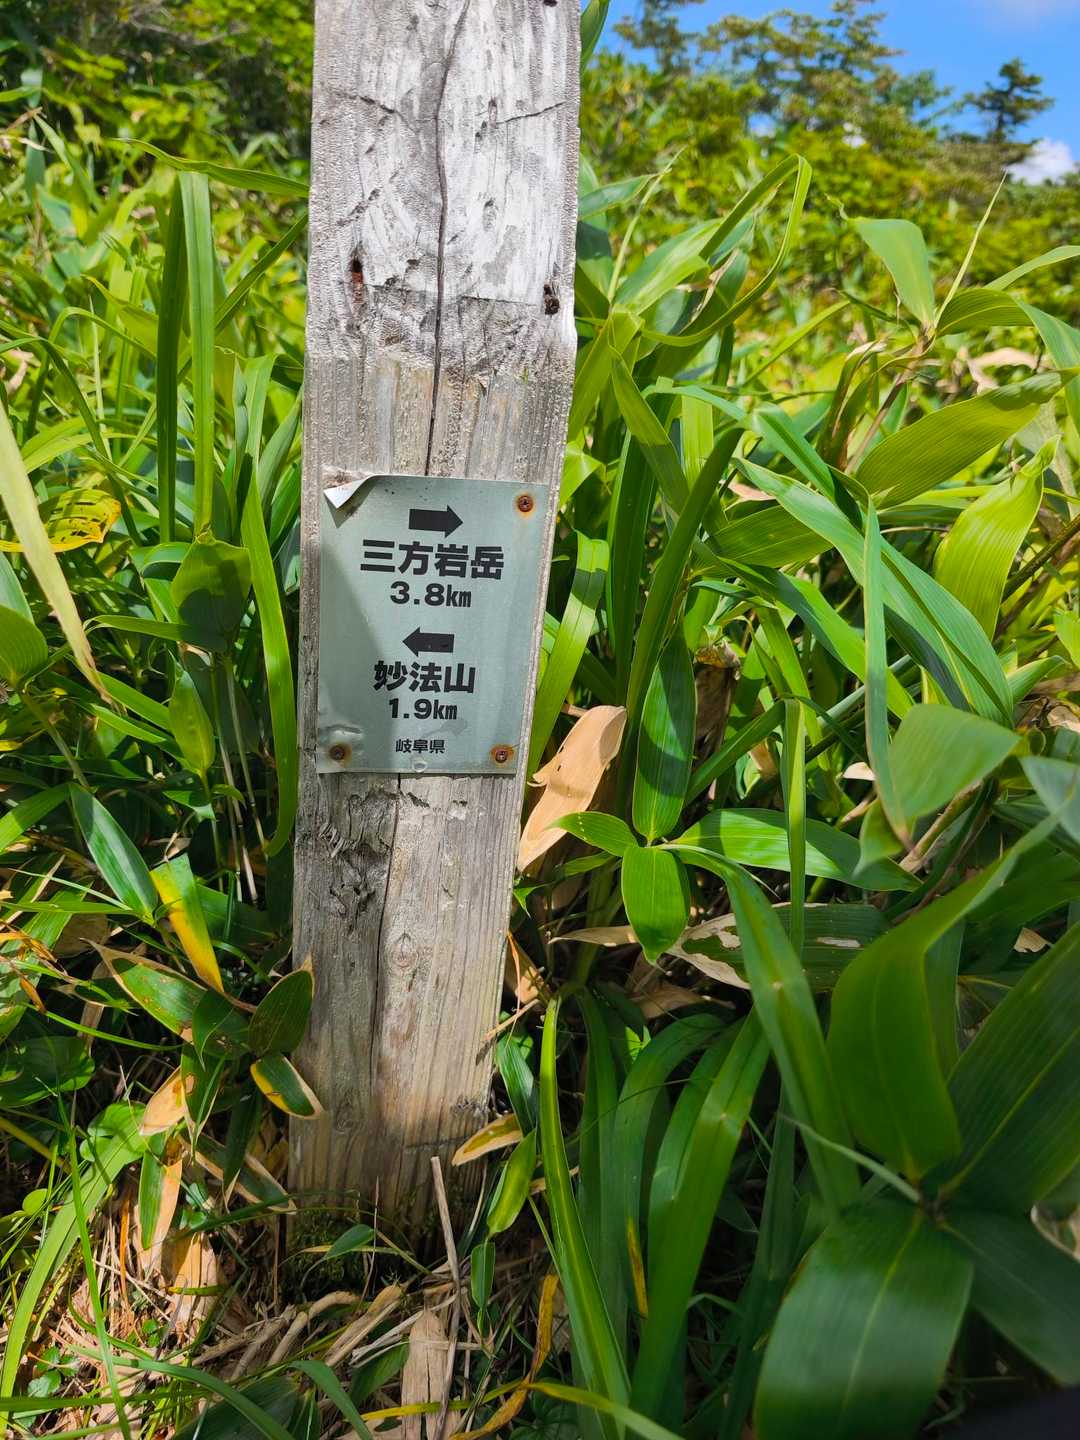 →
三方岩岳
3.8km
←
妙法山
1.9km
岐阜県